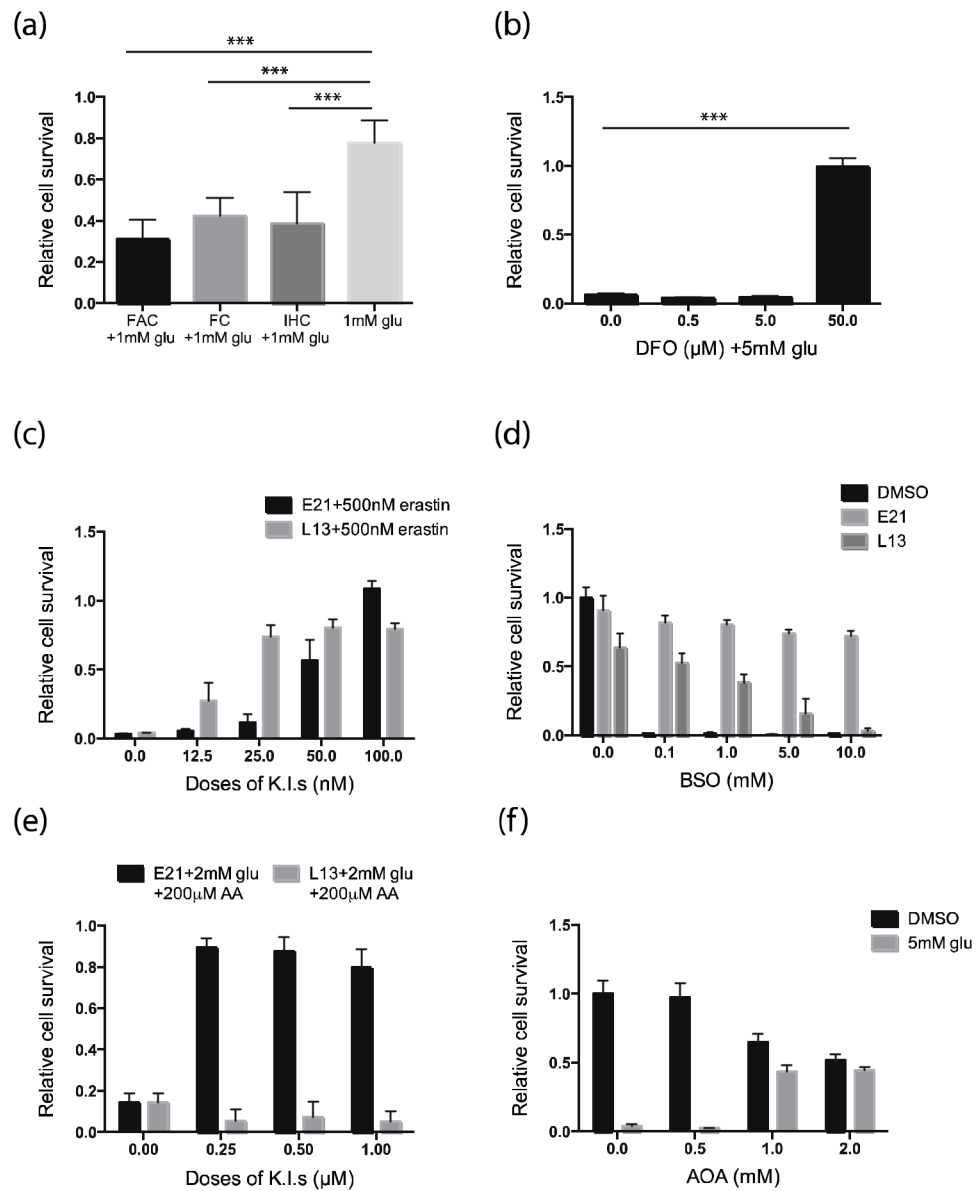 (a)
***
***
***
Relative cell survival
1.0
0.8
0.6
0.4
0.2
0.0
FAC FC IHC 1mM glu
+1mM glu +1mM glu +1mM glu
(b)
***
Relative cell survival
1.5
1.0
0.5
0.0
0.0 0.5 5.0 50.0
DFO (µM) +5mM glu
(c)
E21+500nM erastin
L13+500nM erastin
Relative cell survival
1.5
1.0
0.5
0.0
0.0 12.5 25.0 50.0 100.0
Doses of K.I.s (nM)
(d)
DMSO
E21
L13
Relative cell survival
1.5
1.0
0.5
0.0
0.0 0.1 1.0 5.0 10.0
BSO (mM)
(e)
E21+2mM glu L13+2mM glu
+200µM AA +200µM AA
Relative cell survival
1.0
0.8
0.6
0.4
0.2
0.0
0.00 0.25 0.50 1.00
Doses of K.I.s (µM)
(f)
DMSO
5mM glu
Relative cell survival
1.5
1.0
0.5
0.0
0.0 0.5 1.0 2.0
AOA (mM)